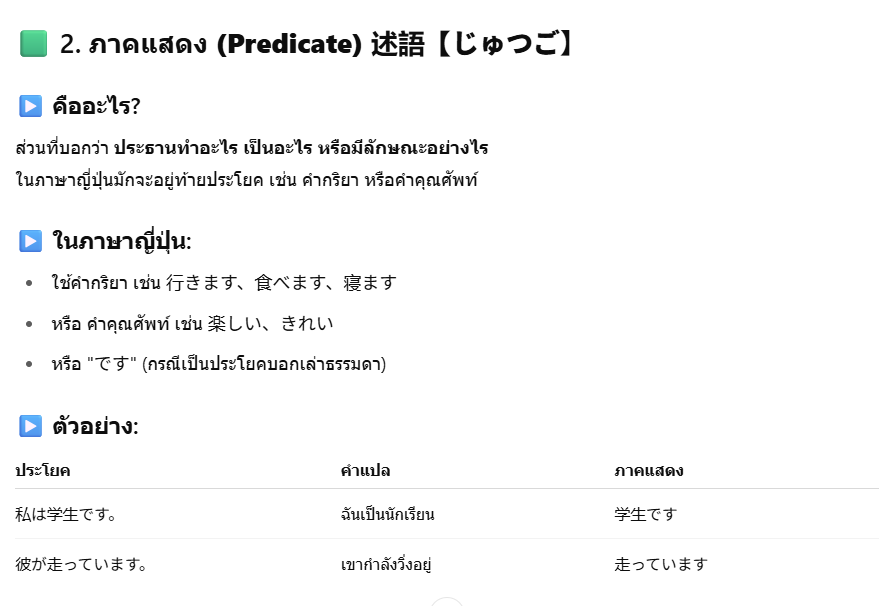 2. ภาคแสดง (Predicate) 述語【じゅつご】
คืออะไร?
ส่วนที่บอกว่า ประธานทำอะไร เป็นอะไร หรือมีลักษณะอย่างไร
ในภาษาญี่ปุ่นมักจะอยู่ท้ายประโยค เช่น คำกริยา หรือคำคุณศัพท์
ในภาษาญี่ปุ่น:
• ใช้คำกริยา เช่น 行きます、食べます、寝ます
• หรือ คำคุณศัพท์ เช่น 楽しい、きれい
• หรือ "です" (กรณีเป็นประโยคบอกเล่าธรรมดา)
ตัวอย่าง:
ประโยค คำแปล ภาคแสดง
私は学生です。 ฉันเป็นนักเรียน 学生です
彼が走っています。 เขากำลังวิ่งอยู่ 走っています